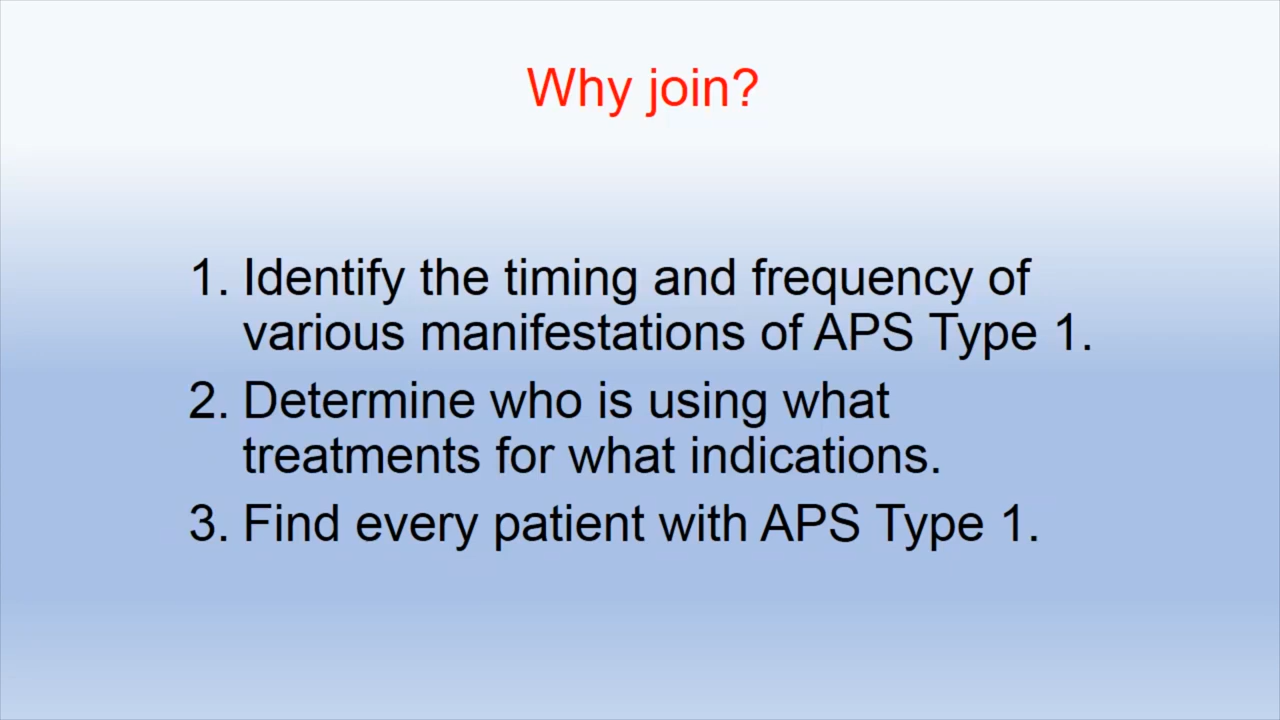 Why join?
1. Identify the timing and frequency of
various manifestations of APS Type 1.
2. Determine who is using what
treatments for what indications.
3. Find every patient with APS Type 1.